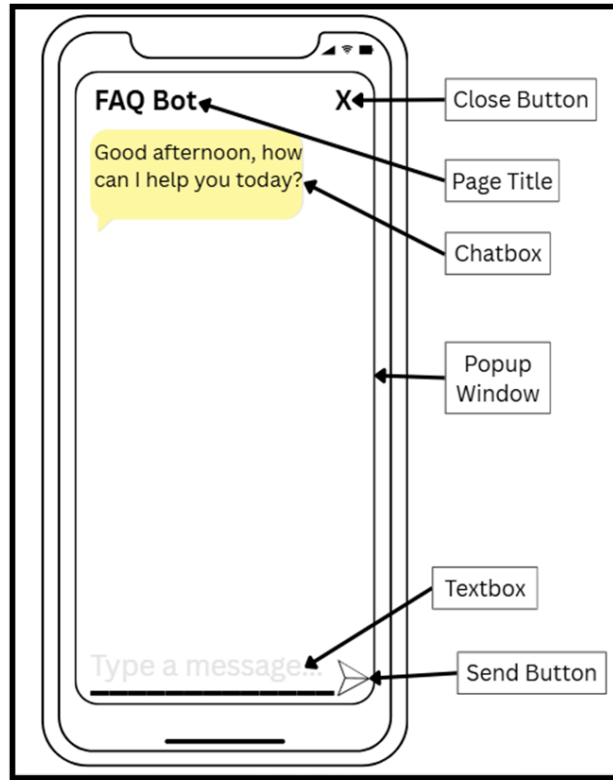 FAQ Bot
X
Close Button
Good afternoon, how
can I help you today?
Page Title
Chatbox
Popup
Window
Textbox
Type a message...
Send Button